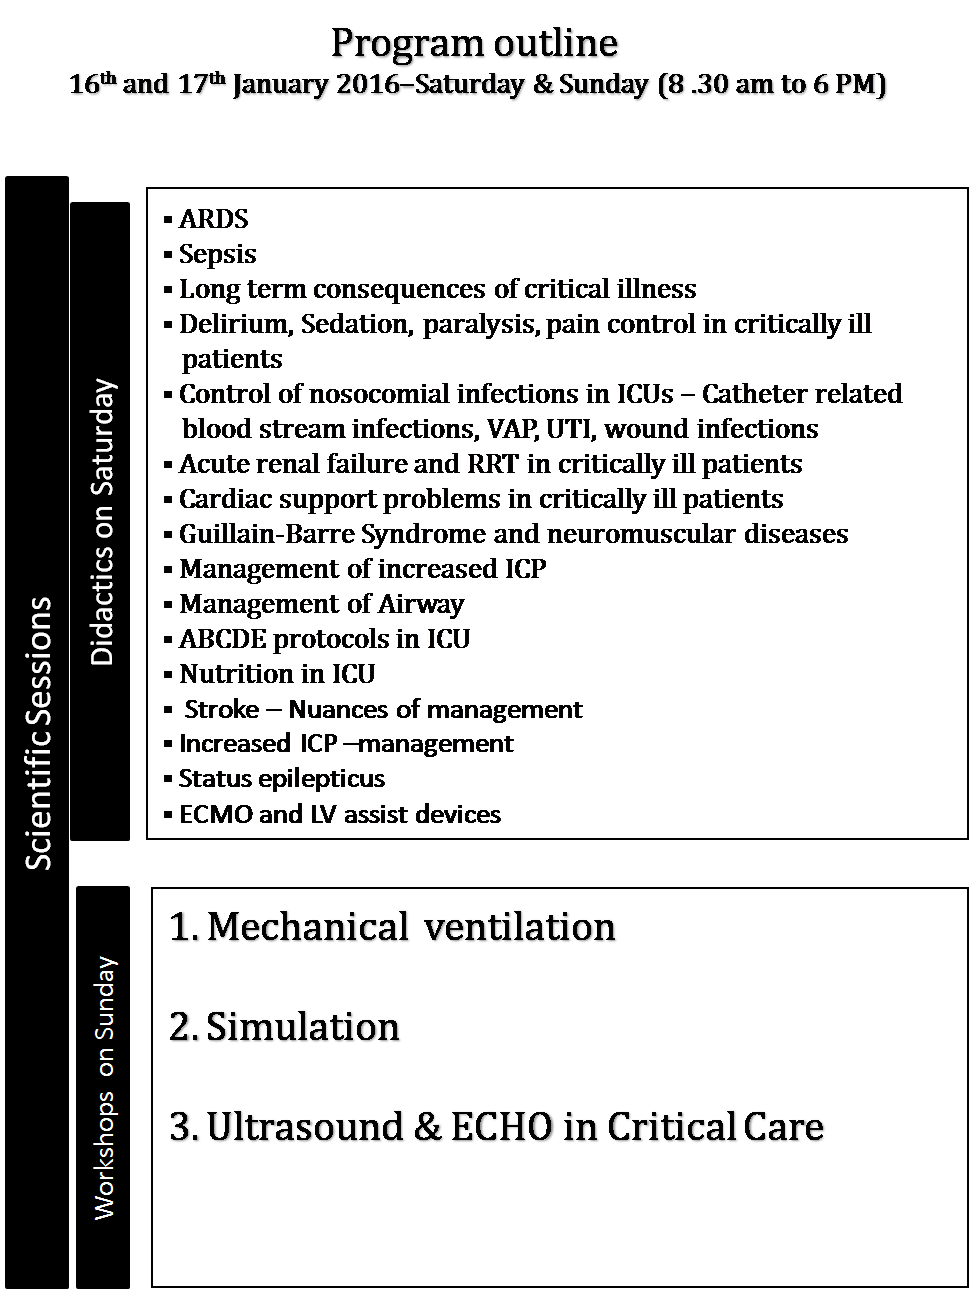 Program outline
16th and 17th January 2016–Saturday & Sunday (8 .30 am to 6 PM)
Scientific Sessions
Didactics on Saturday
▪ ARDS
▪ Sepsis
▪ Long term consequences of critical illness
▪ Delirium, Sedation, paralysis, pain control in critically ill
patients
▪ Control of nosocomial infections in ICUs – Catheter related
blood stream infections, VAP, UTI, wound infections
▪ Acute renal failure and RRT in critically ill patients
▪ Cardiac support problems in critically ill patients
▪ Guillain-Barre Syndrome and neuromuscular diseases
▪ Management of increased ICP
▪ Management of Airway
▪ ABCDE protocols in ICU
▪ Nutrition in ICU
▪ Stroke – Nuances of management
▪ Increased ICP –management
▪ Status epilepticus
▪ ECMO and LV assist devices
Workshops on Sunday
1. Mechanical ventilation
2. Simulation
3. Ultrasound & ECHO in Critical Care